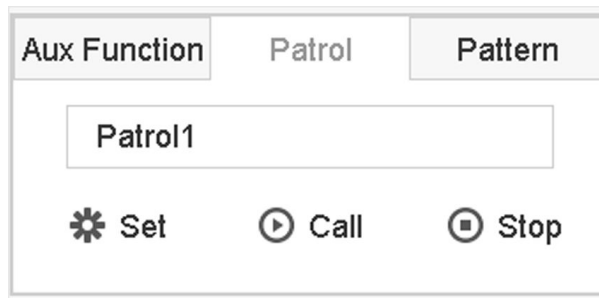 Aux Function Patrol Pattern
Patrol1
Set Call Stop